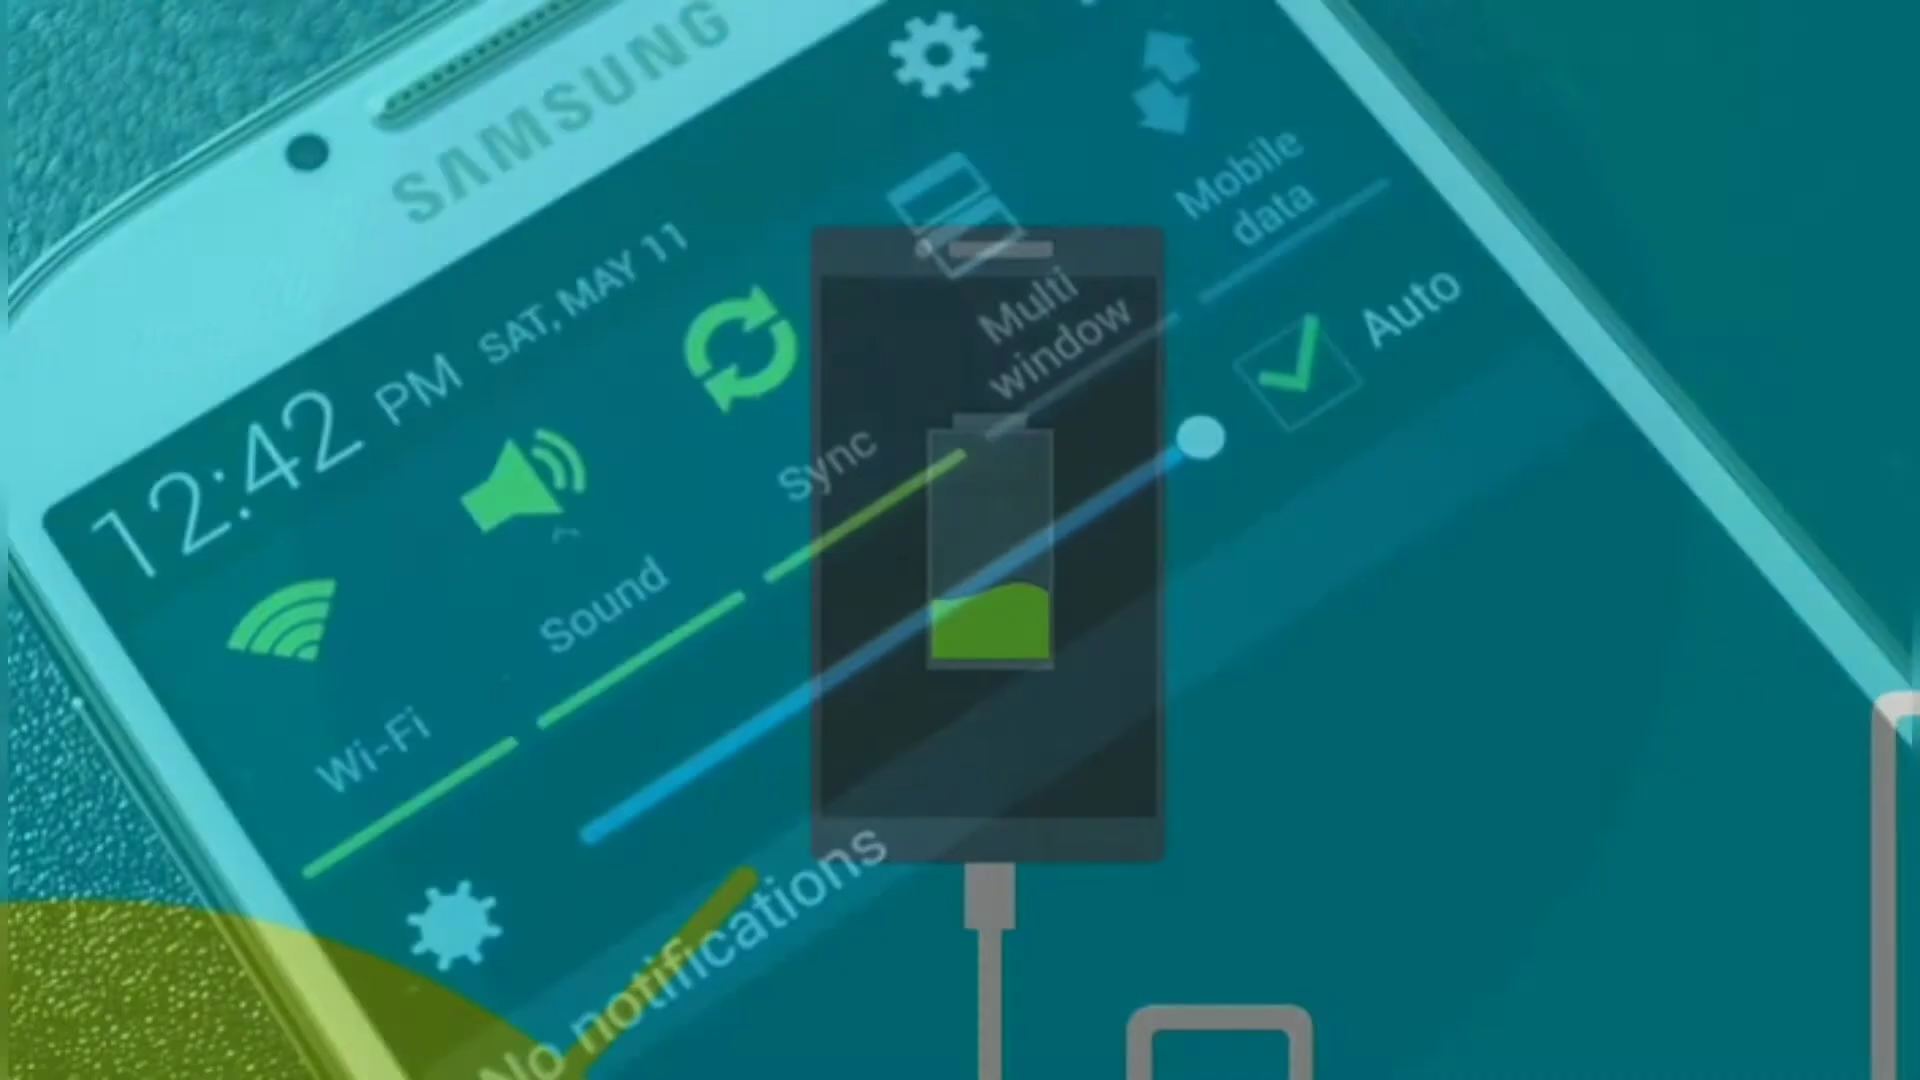 SAMSUNG
12:42 PM SAT, MAY 11
Wi-Fi
Sound
Sync
Multi
window
Mobile
data
Auto
No notifications